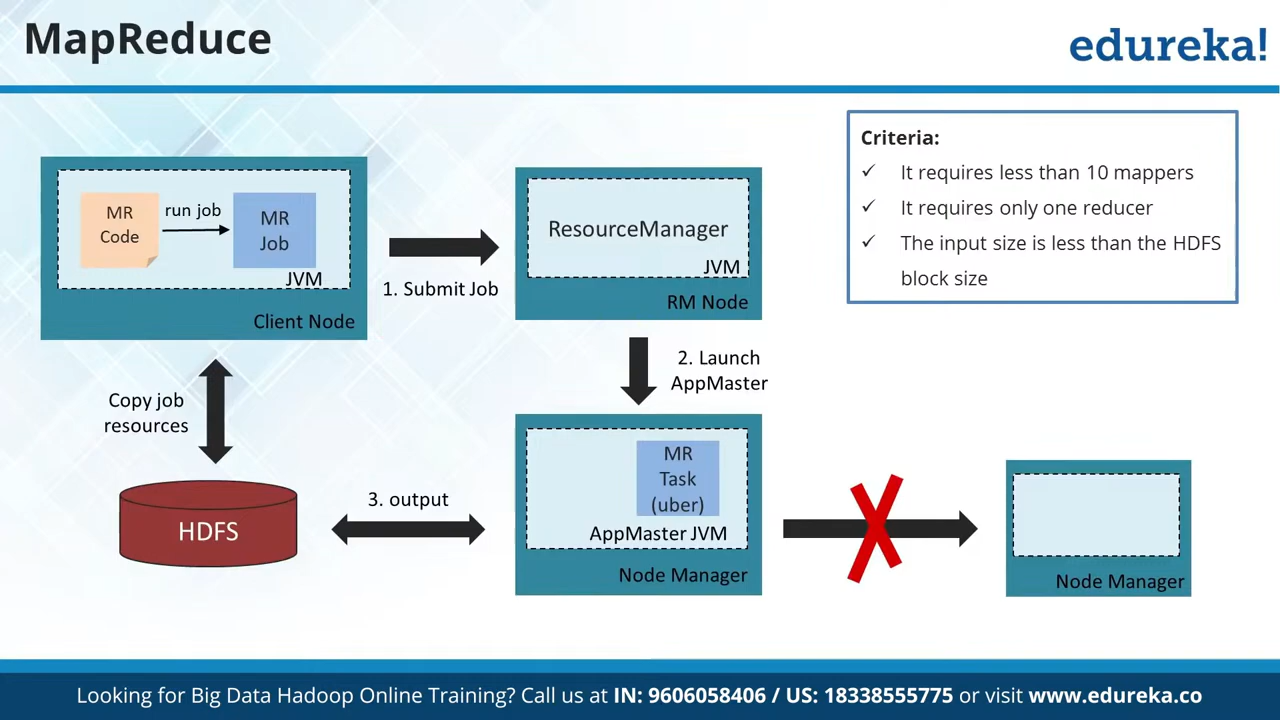 MapReduce
edureka!
Criteria:
✓ It requires less than 10 mappers
✓ It requires only one reducer
✓ The input size is less than the HDFS
block size
MR
Code
run job
MR
Job
JVM
Client Node
1. Submit Job
ResourceManager
JVM
RM Node
2. Launch
AppMaster
Copy job
resources
HDFS
3. output
MR
Task
(uber)
AppMaster JVM
Node Manager
Node Manager
Looking for Big Data Hadoop Online Training? Call us at IN: 9606058406 / US: 18338555775 or visit www.edureka.co